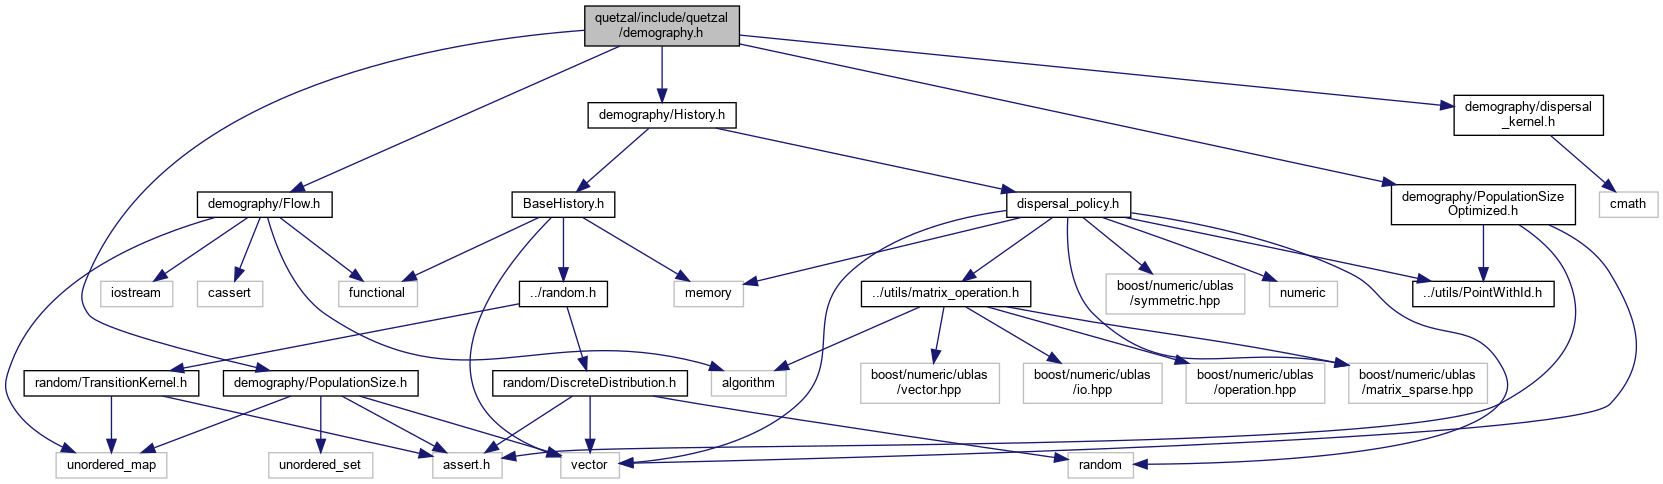 quetzal/include/quetzal
/demography.h
demography/dispersal
_kernel.h
demography/History.h
demography/Flow.h
BaseHistory.h
dispersal_policy.h
demography/PopulationSize
Optimized.h
cmath
iostream
cassert
functional
../random.h
memory
../utils/matrix_operation.h
boost/numeric/ublas
/symmetric.hpp
numeric
../utils/PointWithId.h
random/TransitionKernel.h
demography/PopulationSize.h
random/DiscreteDistribution.h
algorithm
boost/numeric/ublas
/vector.hpp
boost/numeric/ublas
/io.hpp
boost/numeric/ublas
/operation.hpp
boost/numeric/ublas
/matrix_sparse.hpp
unordered_map
unordered_set
assert.h
vector
random